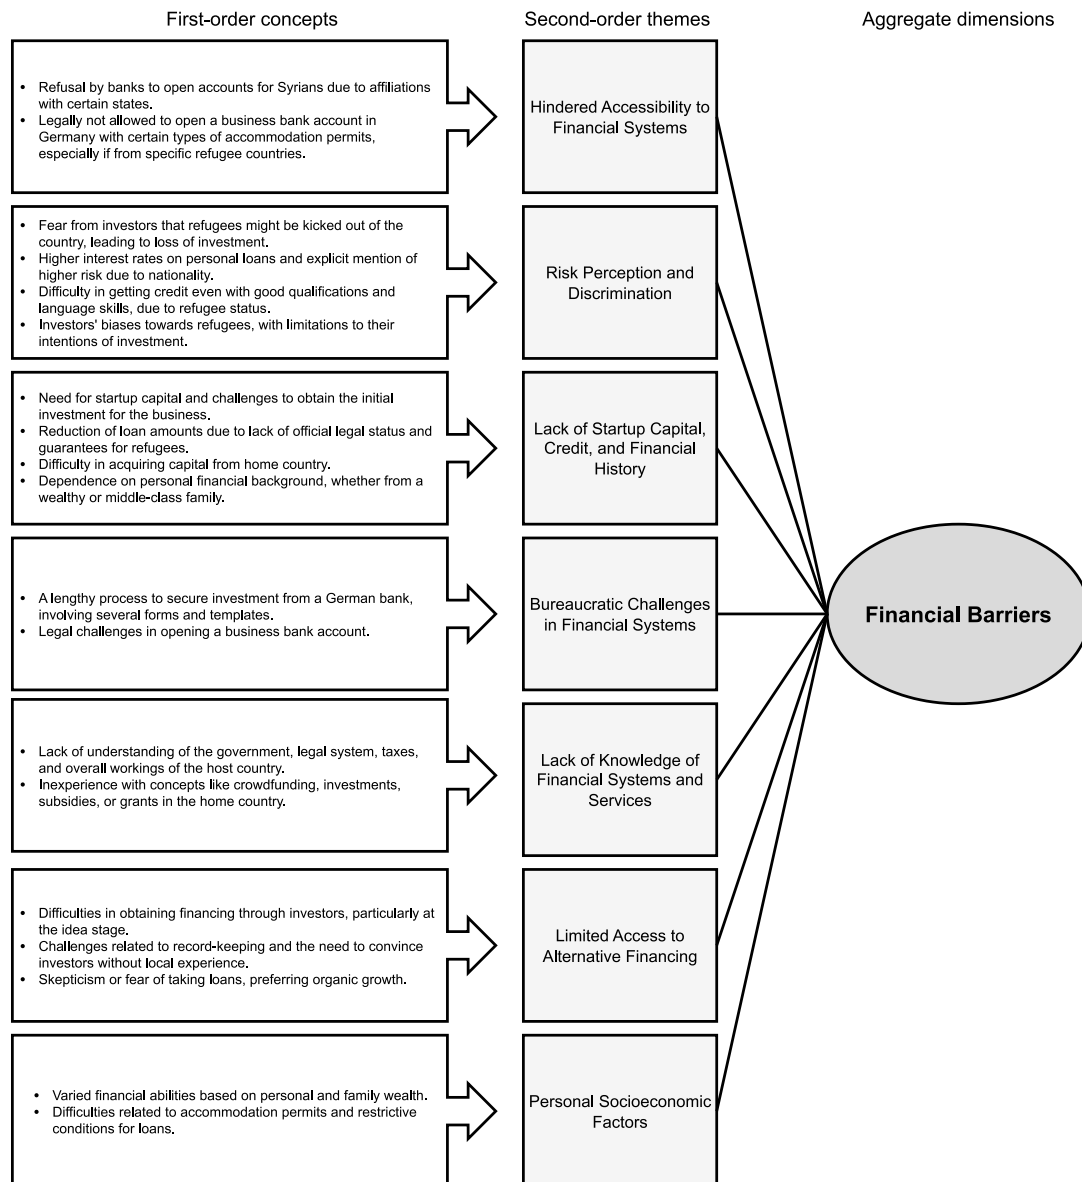 First-order concepts
Second-order themes
Aggregate dimensions
• Refusal by banks to open accounts for Syrians due to affiliations
with certain states.
• Legally not allowed to open a business bank account in
Germany with certain types of accommodation permits,
especially if from specific refugee countries.
Hindered Accessibility to
Financial Systems
• Fear from investors that refugees might be kicked out of the
country, leading to loss of investment.
• Higher interest rates on personal loans and explicit mention of
higher risk due to nationality.
• Difficulty in getting credit even with good qualifications and
language skills, due to refugee status.
• Investors' biases towards refugees, with limitations to their
intentions of investment.
Risk Perception and
Discrimination
• Need for startup capital and challenges to obtain the initial
investment for the business.
• Reduction of loan amounts due to lack of official legal status and
guarantees for refugees.
• Difficulty in acquiring capital from home country.
• Dependence on personal financial background, whether from a
wealthy or middle-class family.
Lack of Startup Capital,
Credit, and Financial
History
• A lengthy process to secure investment from a German bank,
involving several forms and templates.
• Legal challenges in opening a business bank account.
Bureaucratic Challenges
in Financial Systems
Financial Barriers
• Lack of understanding of the government, legal system, taxes,
and overall workings of the host country.
• Inexperience with concepts like crowdfunding, investments,
subsidies, or grants in the home country.
Lack of Knowledge of
Financial Systems and
Services
• Difficulties in obtaining financing through investors, particularly at
the idea stage.
• Challenges related to record-keeping and the need to convince
investors without local experience.
• Skepticism or fear of taking loans, preferring organic growth.
Limited Access to
Alternative Financing
• Varied financial abilities based on personal and family wealth.
• Difficulties related to accommodation permits and restrictive
conditions for loans.
Personal Socioeconomic
Factors